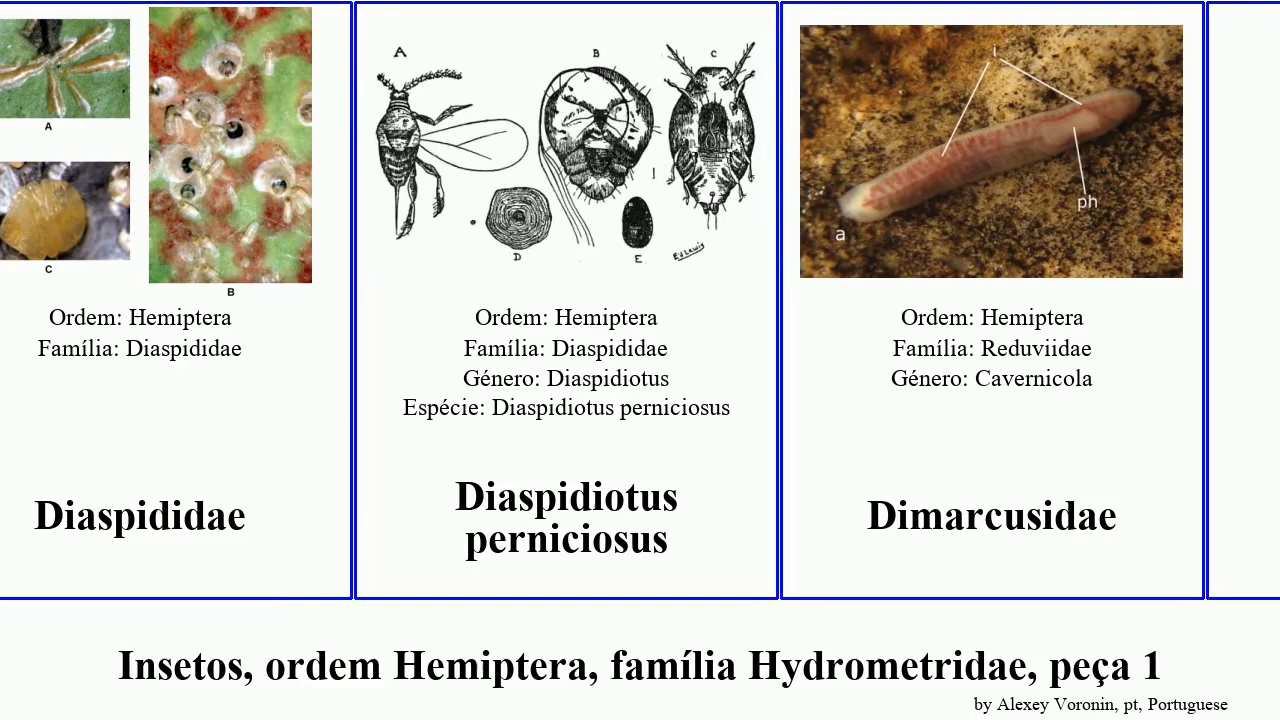 A
C
B
Ordem: Hemiptera
Família: Diaspididae
Diaspididae
A
B
C
D
E
E.J.Lewis
Ordem: Hemiptera
Família: Diaspididae
Género: Diaspidiotus
Espécie: Diaspidiotus perniciosus
Diaspidiotus
perniciosus
i
ph
a
Ordem: Hemiptera
Família: Reduviidae
Género: Cavernicola
Dimarcusidae
Insetos, ordem Hemiptera, família Hydrometridae, peça 1
by Alexey Voronin, pt, Portuguese